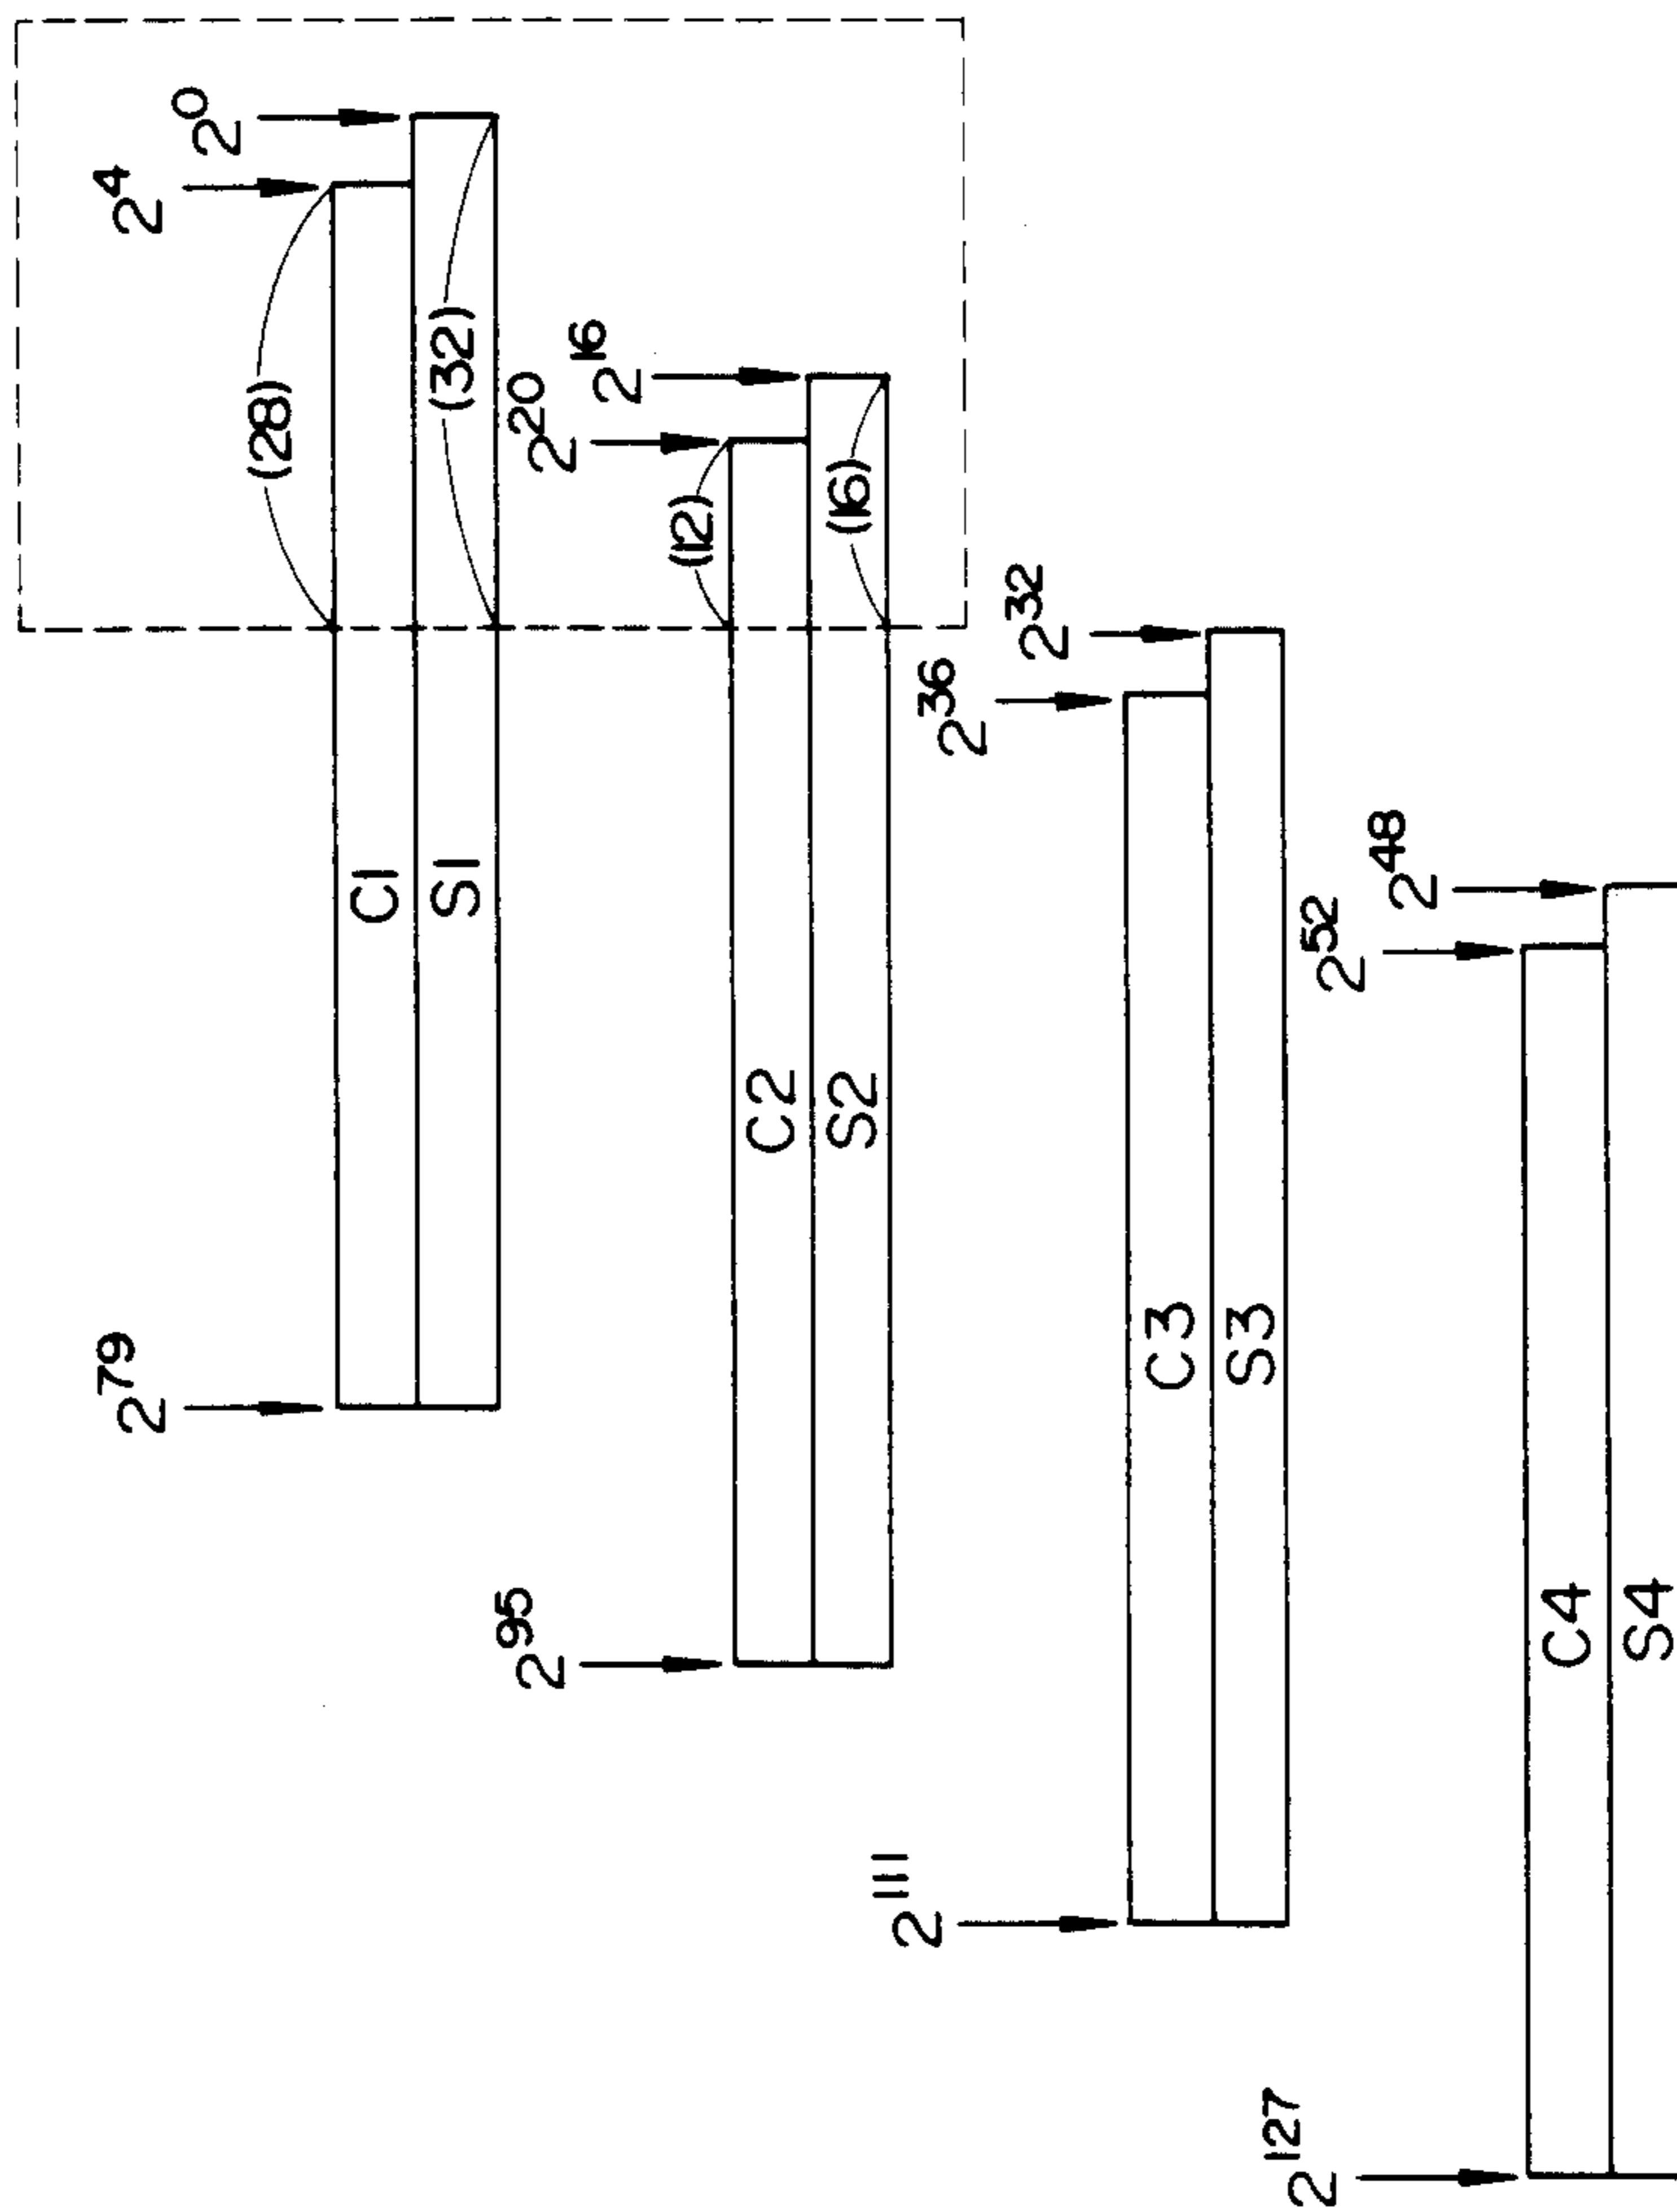 2^79 2^4 2^0
(28)
C1
S1 (32)
2^95 2^20 2^16
(12)
C2
S2 (16)
2^111 2^36 2^32
C3
S3
2^127 2^52 2^48
C4
S4